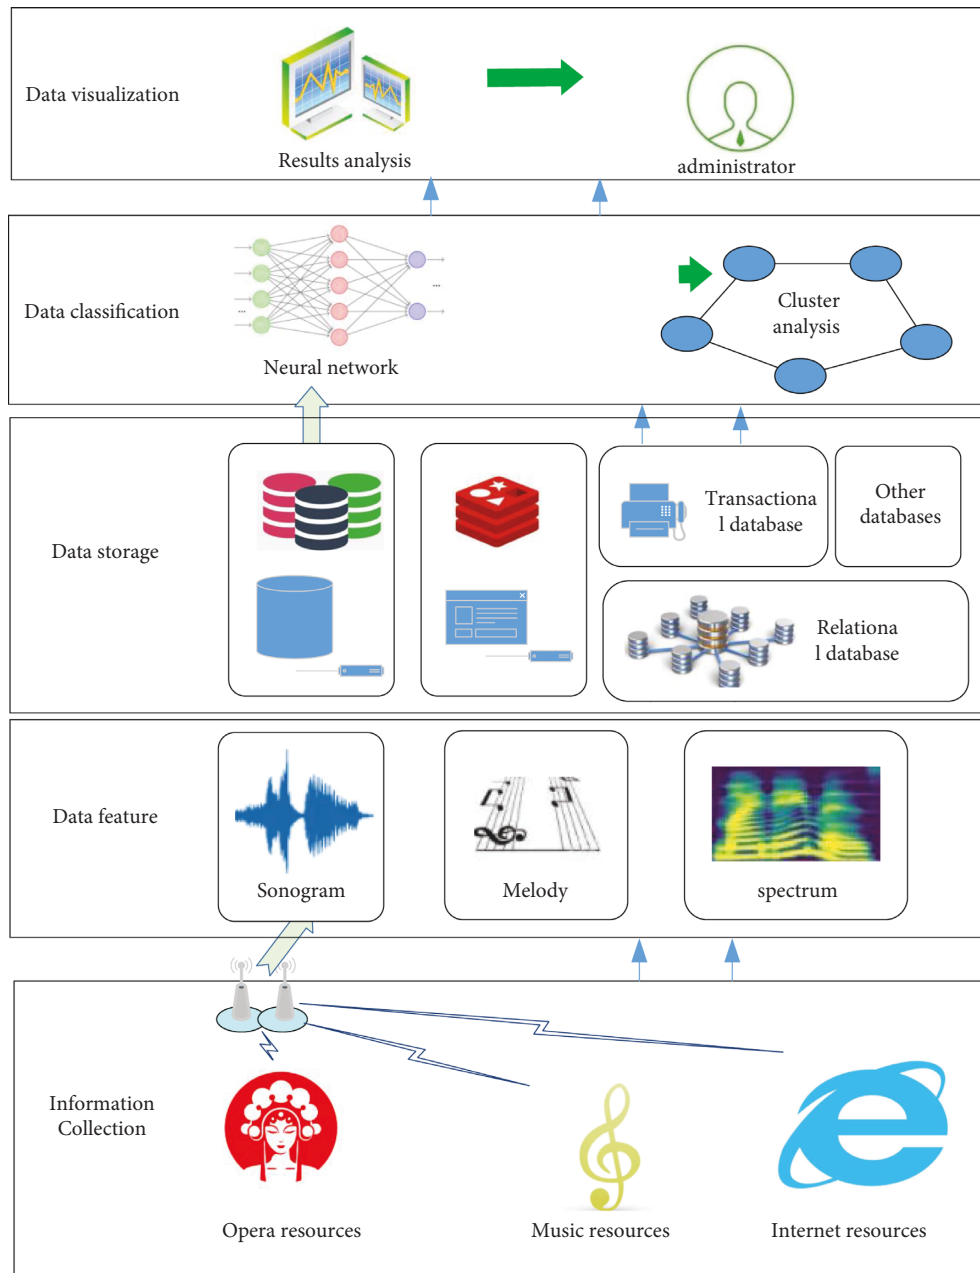 Data visualization
Results analysis
administrator
Data classification
Neural network
Cluster
analysis
...
...
Data storage
Transactiona
l database
Other
databases
Relationa
l database
Data feature
Sonogram
Melody
spectrum
Information
Collection
Opera resources
Music resources
Internet resources